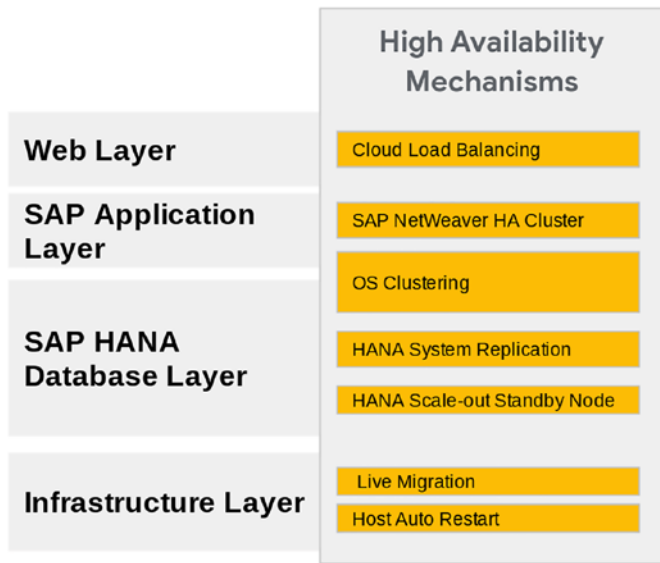 High Availability
Mechanisms
Web Layer
Cloud Load Balancing
SAP Application
Layer
SAP NetWeaver HA Cluster
OS Clustering
SAP HANA
Database Layer
HANA System Replication
HANA Scale-out Standby Node
Infrastructure Layer
Live Migration
Host Auto Restart